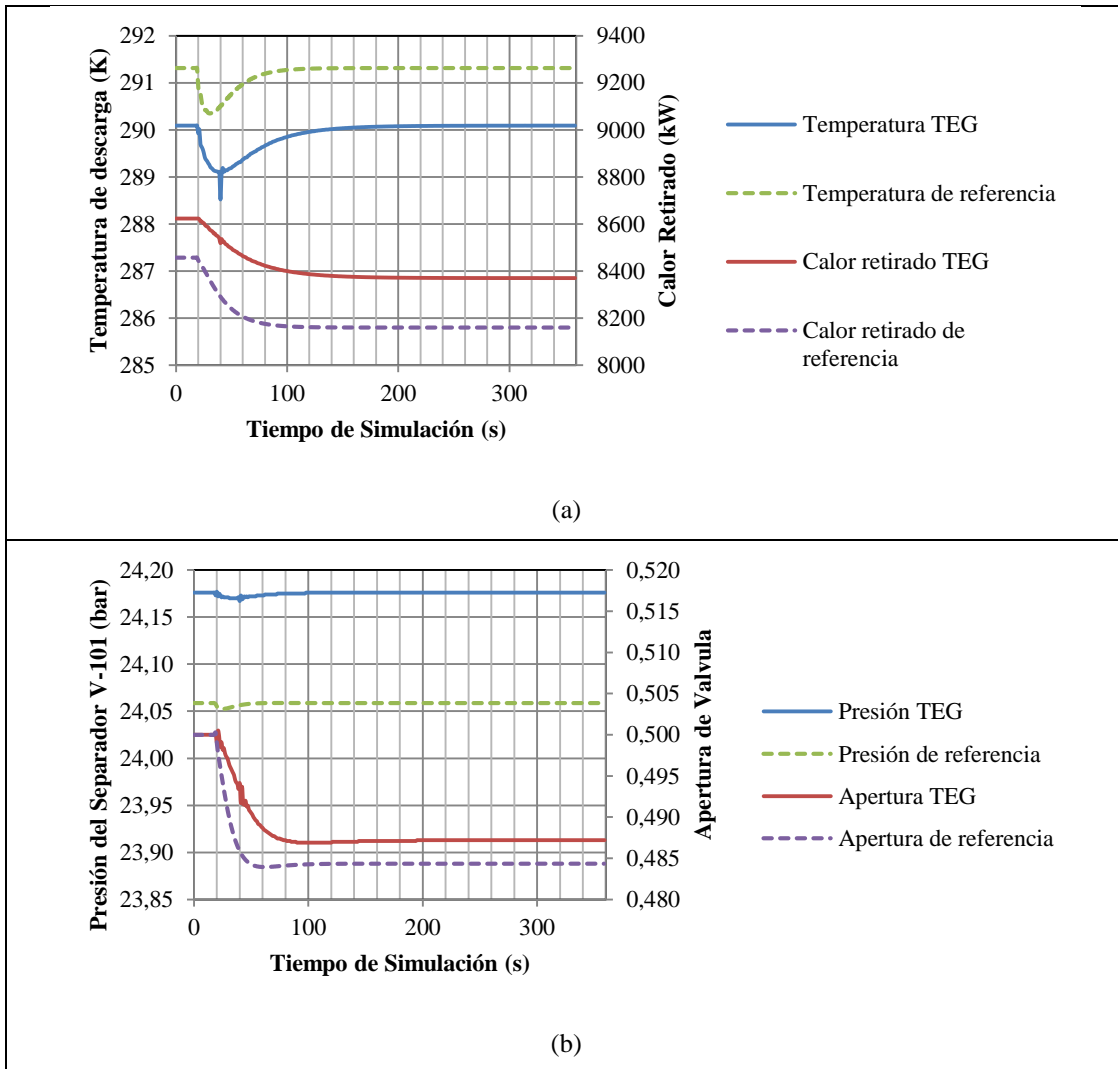 292
291
290
289
288
287
286
285
Temperatura de descarga (K)
9400
9200
9000
8800
8600
8400
8200
8000
Calor Retirado (kW)
0
100
200
300
Tiempo de Simulación (s)
Temperatura TEG
Temperatura de referencia
Calor retirado TEG
Calor retirado de
referencia
(a)
24,20
24,15
24,10
24,05
24,00
23,95
23,90
23,85
Presión del Separador V-101 (bar)
0,520
0,515
0,510
0,505
0,500
0,495
0,490
0,485
0,480
Apertura de Valvula
0
100
200
300
Tiempo de Simulación (s)
Presión TEG
Presión de referencia
Apertura TEG
Apertura de referencia
(b)